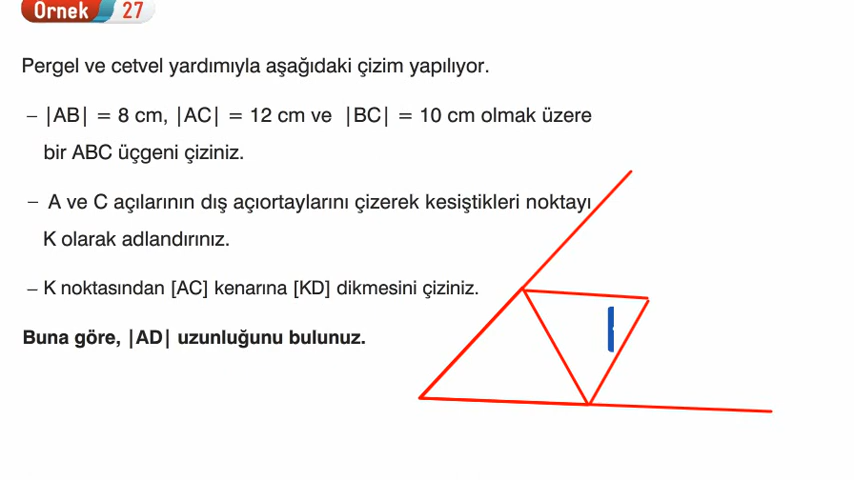 Örnek 27
Pergel ve cetvel yardımıyla aşağıdaki çizim yapılıyor.
– |AB| = 8 cm, |AC| = 12 cm ve |BC| = 10 cm olmak üzere
bir ABC üçgeni çiziniz.
– A ve C açılarının dış açıortaylarını çizerek kesiştikleri noktayı
K olarak adlandırınız.
– K noktasından [AC] kenarına [KD] dikmesini çiziniz.
Buna göre, |AD| uzunluğunu bulunuz.